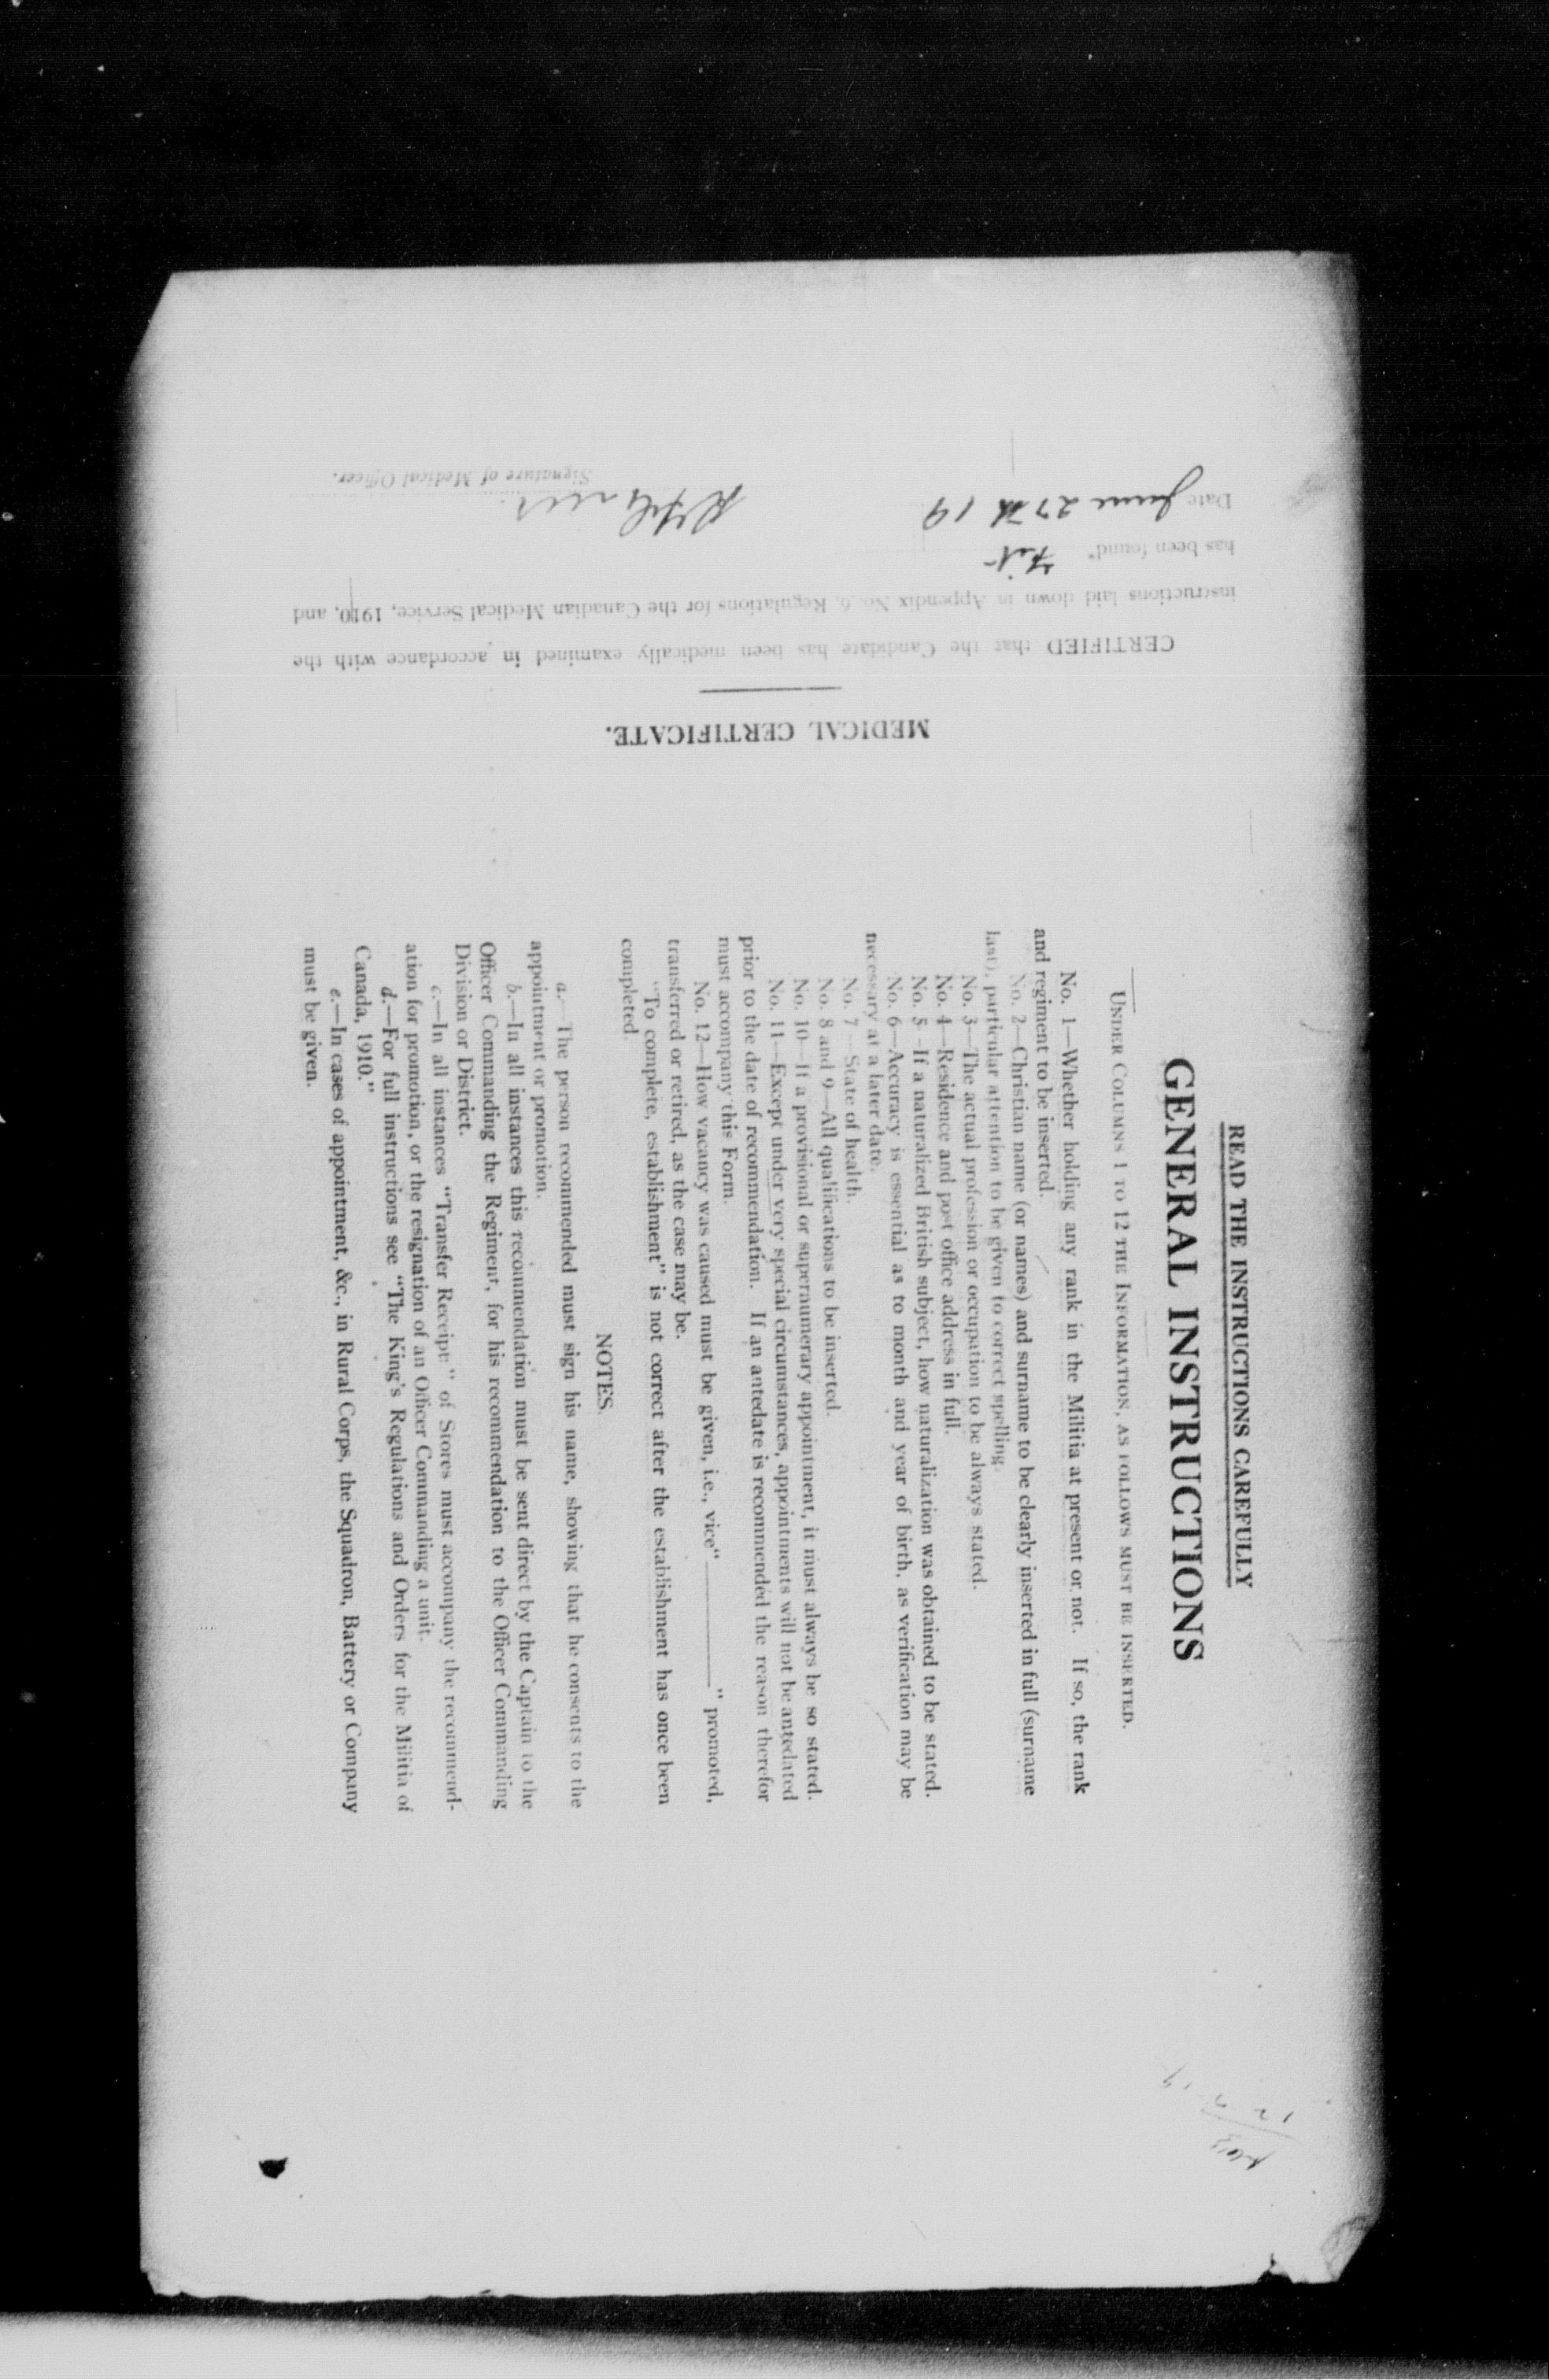 MEDICAL CERTIFICATE.
CERTIFIED that the Candidate has been medically examined in accordance with the
instructions laid down in Appendix No. 6, Regulations for the Canadian Medical Service, 1910, and
has been found* Fit
Date June 27th 19
Signature of Medical Officer.
READ THE INSTRUCTIONS CAREFULLY
GENERAL INSTRUCTIONS
UNDER COLUMNS 1 TO 12 THE INFORMATION, AS FOLLOWS MUST BE INSERTED.
No. 1—Whether holding any rank in the Militia at present or not. If so, the rank
and regiment to be inserted.
No. 2—Christian name (or names) and surname to be clearly inserted in full (surname
last), particular attention to be given to correct spelling.
No. 3—The actual profession or occupation to be always stated.
No. 4—Residence and post office address in full.
No. 5—If a naturalized British subject, how naturalization was obtained to be stated.
No. 6—Accuracy is essential as to month and year of birth, as verification may be
necessary at a later date.
No. 7—State of health.
No. 8 and 9—All qualifications to be inserted.
No. 10—If a provisional or supernumerary appointment, it must always be so stated.
No. 11—Except under very special circumstances, appointments will not be antedated
prior to the date of recommendation. If an antedate is recommended the reason therefor
must accompany this Form.
No. 12—How vacancy was caused must be given, i.e., vice "————" promoted,
transferred or retired, as the case may be.
"To complete, establishment" is not correct after the establishment has once been
completed.
NOTES.
a.—The person recommended must sign his name, showing that he consents to the
appointment or promotion.
b.—In all instances this recommendation must be sent direct by the Captain to the
Officer Commanding the Regiment, for his recommendation to the Officer Commanding
Division or District.
c.—In all instances "Transfer Receipt" of Stores must accompany the recommend-
ation for promotion, or the resignation of an Officer Commanding a unit.
d.—For full instructions see "The King's Regulations and Orders for the Militia of
Canada, 1910."
e.—In cases of appointment, &c., in Rural Corps, the Squadron, Battery or Company
must be given.